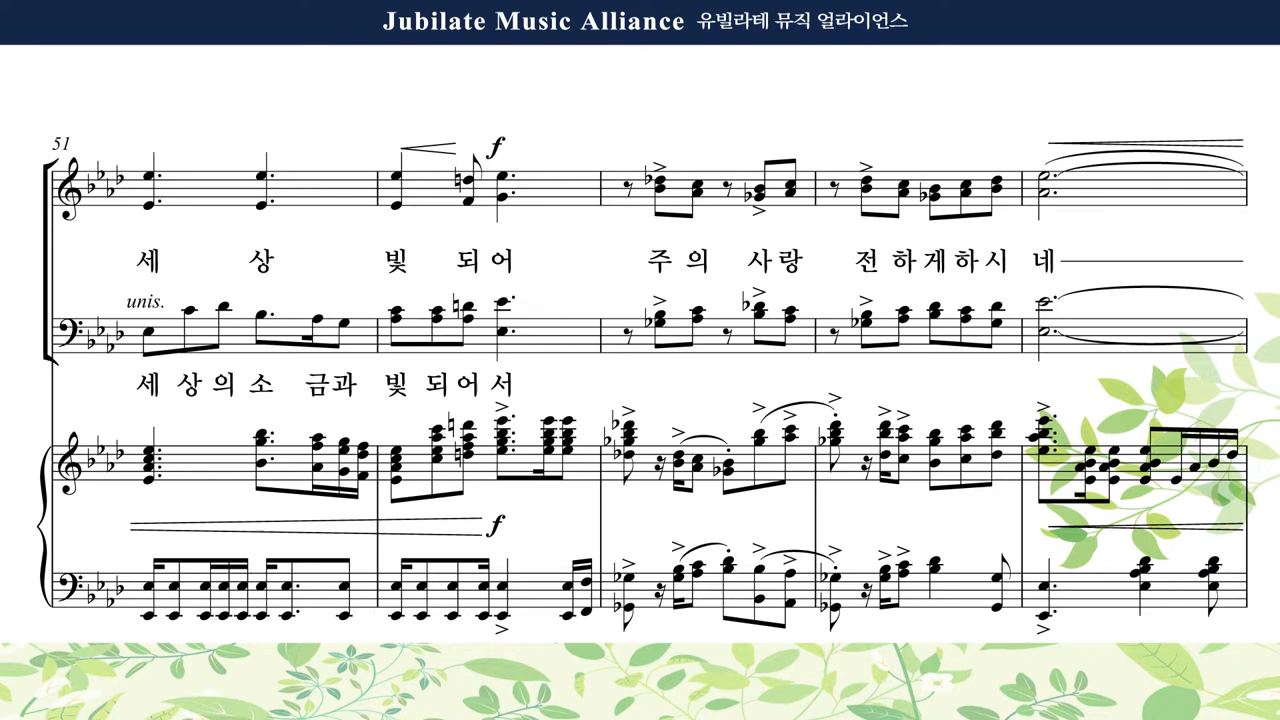 Jubilate Music Alliance 유빌라테 뮤직 얼라이언스
51
f
세 상 빛 되 어 주 의 사 랑 전 하 게 하 시 네
unis.
세 상 의 소 금 과 빛 되 어 서
f